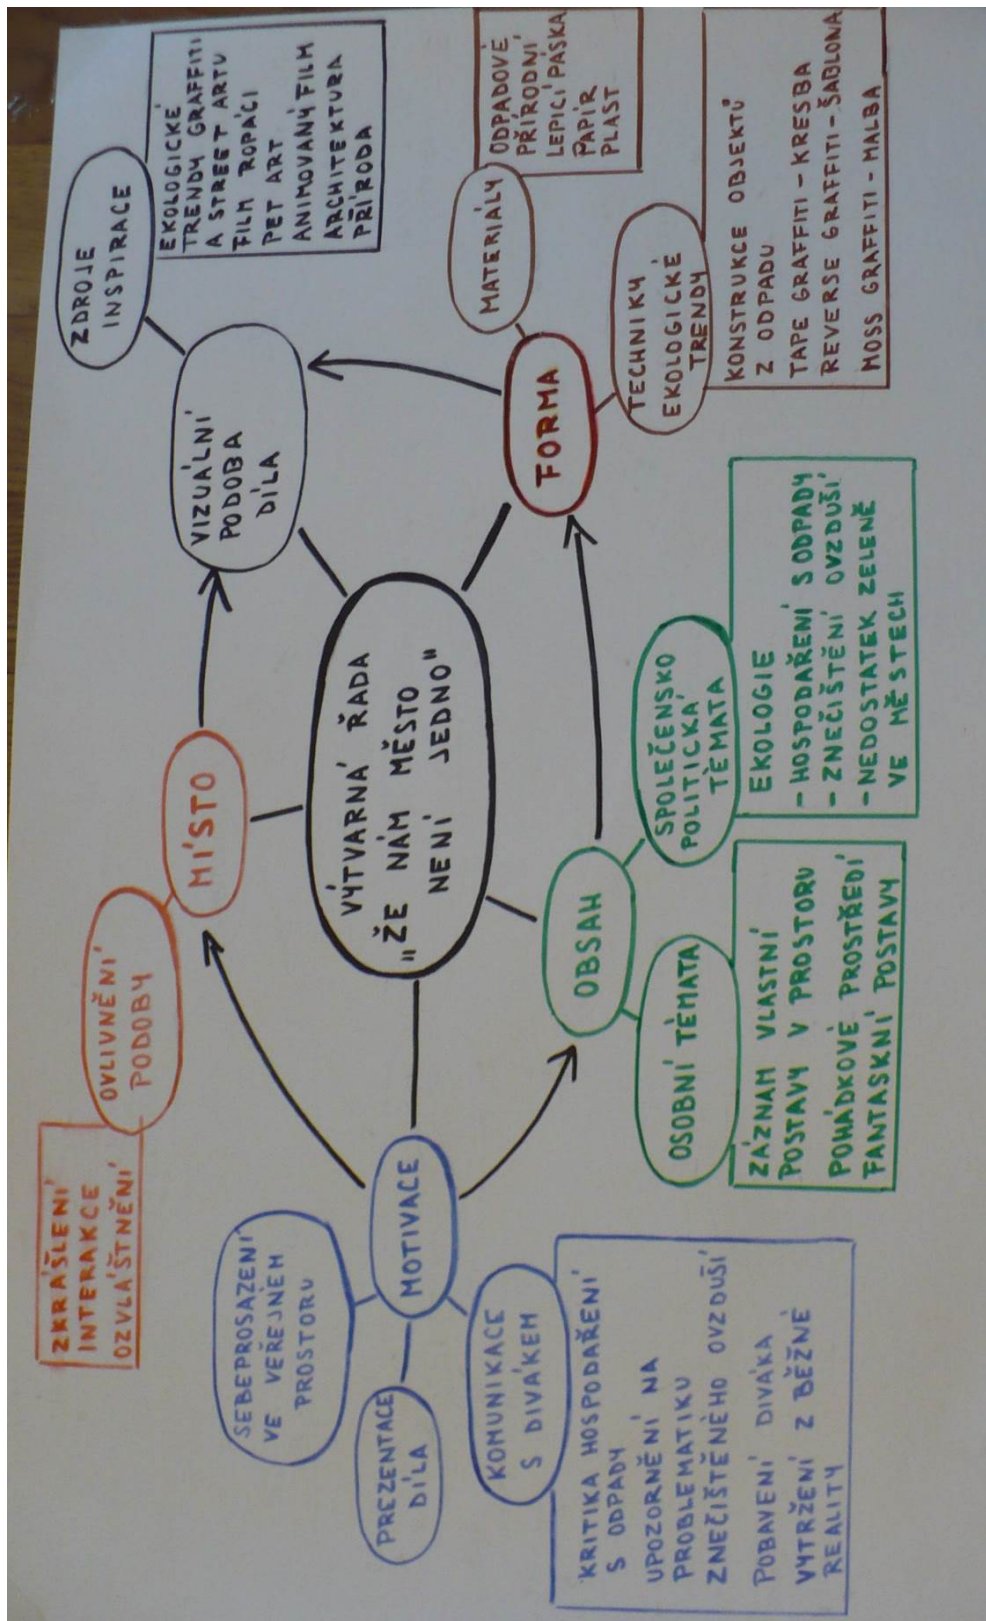 ZKRÁŠLENÍ
INTERAKCE
OZVLÁŠTNĚNÍ
OVLIVNĚNÍ
PODOBY
MÍSTO
ZDROJE
INSPIRACE
EKOLOGICKÉ
TRENDY GRAFFITI
A STREET ARTU
FILM ROPÁCI
PET ART
ANIMOVANÝ FILM
ARCHITEKTURA
PŘÍRODA
VIZUÁLNÍ
PODOBA
DÍLA
SEBEPROSAZENÍ
VE VEŘEJNÉM
PROSTORU
PREZENTACE
DÍLA
MOTIVACE
KOMUNIKACE
S DIVÁKEM
KRITIKA HOSPODAŘENÍ
S ODPADY
UPOZORNĚNÍ NA
PROBLEMATIKU
ZNEČIŠTĚNÉHO OVZDUŠÍ
POBAVENÍ DIVÁKA
VYTRŽENÍ Z BĚŽNÉ
REALITY
VÝTVARNÁ ŘADA
"ŽE NÁM MĚSTO
NENÍ JEDNO"
FORMA
MATERIÁLY
ODPADOVÉ
PŘÍRODNÍ
LEPICÍ PÁSKA
PAPÍR
PLAST
TECHNIKY
EKOLOGICKÉ
TRENDY
KONSTRUKCE OBJEKTŮ
Z ODPADU
TAPE GRAFFITI - KRESBA
REVERSE GRAFFITI - ŠABLONA
MOSS GRAFFITI - MALBA
OBSAH
OSOBNÍ TÉMATA
ZÁZNAM VLASTNÍ
POSTAVY V PROSTORU
POHÁDKOVÉ PROSTŘEDÍ
FANTASKNÍ POSTAVY
SPOLEČENSKO
POLITICKÁ
TÉMATA
EKOLOGIE
- HOSPODAŘENÍ S ODPADY
- ZNEČIŠTĚNÍ OVZDUŠÍ
- NEDOSTATEK ZELENĚ
VE MĚSTECH